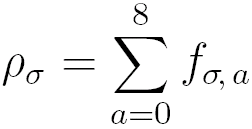 ρ_σ = ∑_{a=0}^{8} f_{σ, a}